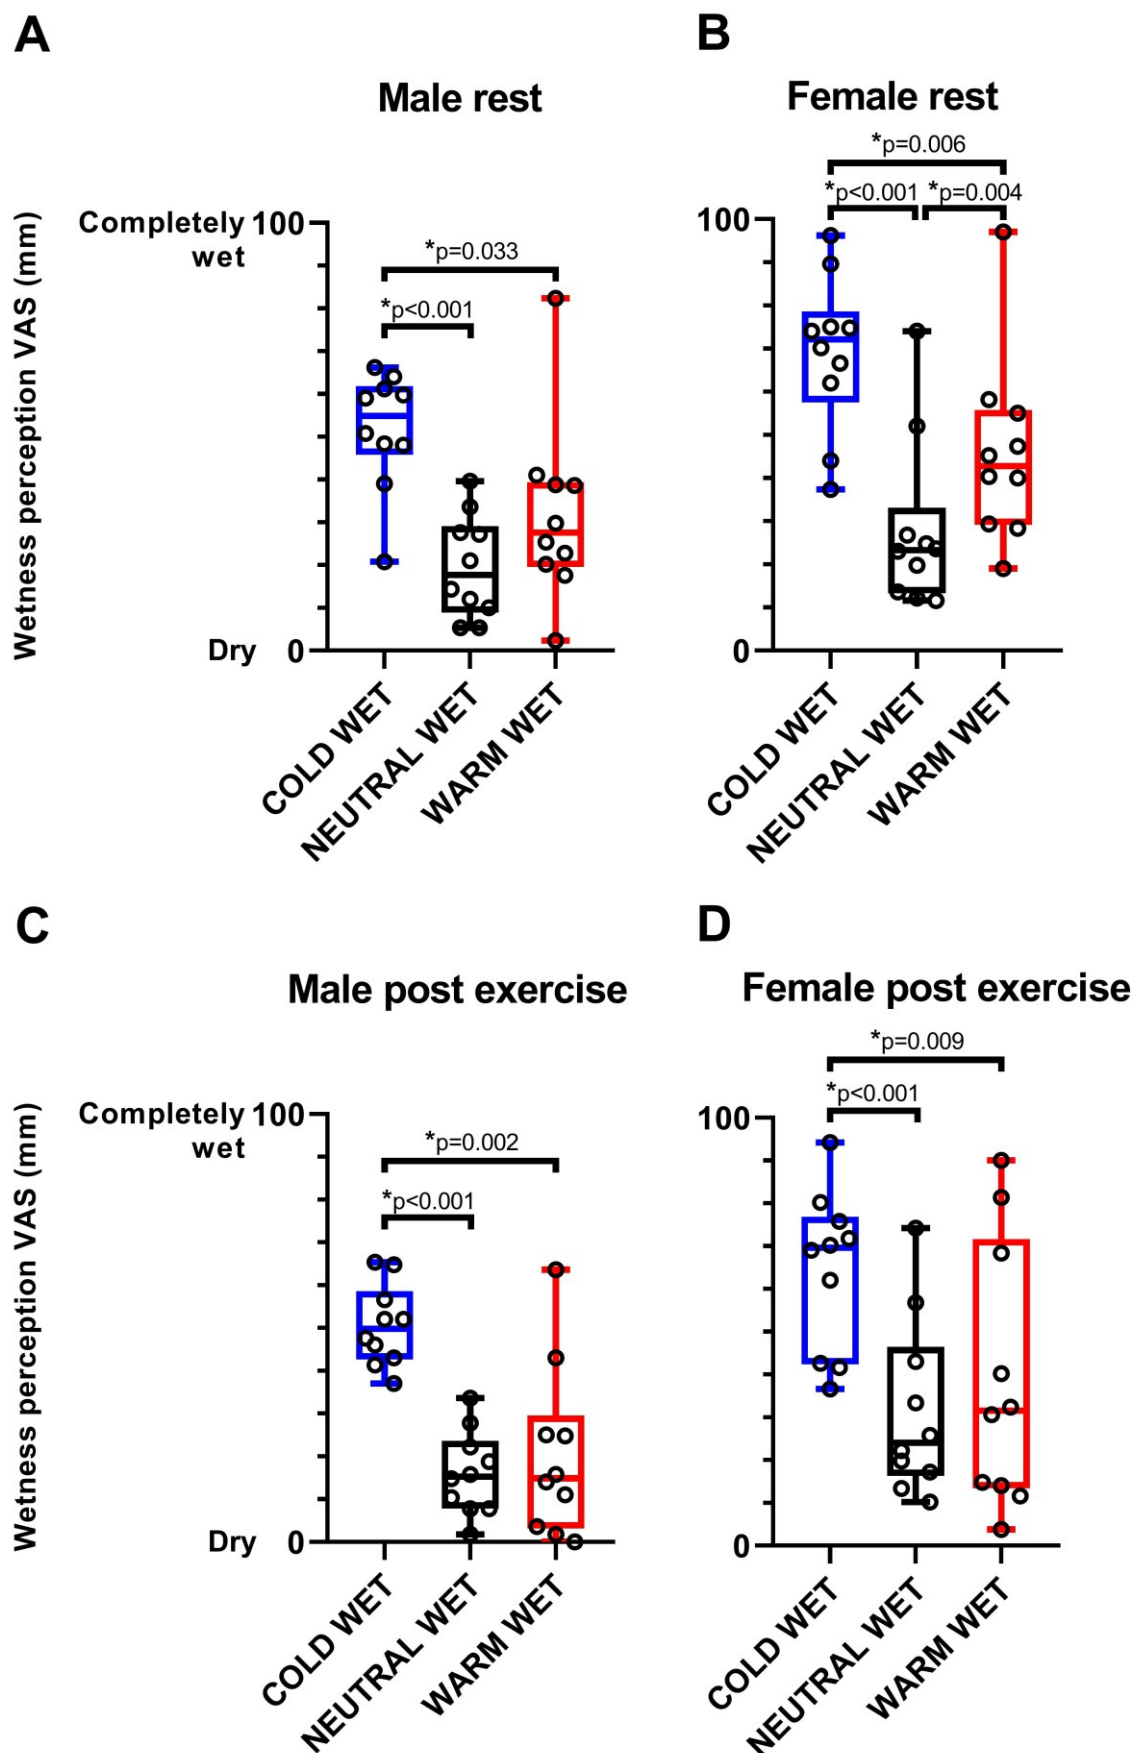 A
Male rest
Wetness perception VAS (mm)
Completely 100
wet
*p=0.033
*p<0.001
Dry 0
COLD WET
NEUTRAL WET
WARM WET
B
Female rest
*p=0.006
*p<0.001 *p=0.004
100
0
COLD WET
NEUTRAL WET
WARM WET
C
Male post exercise
Wetness perception VAS (mm)
Completely 100
wet
*p=0.002
*p<0.001
Dry 0
COLD WET
NEUTRAL WET
WARM WET
D
Female post exercise
*p=0.009
*p<0.001
100
0
COLD WET
NEUTRAL WET
WARM WET